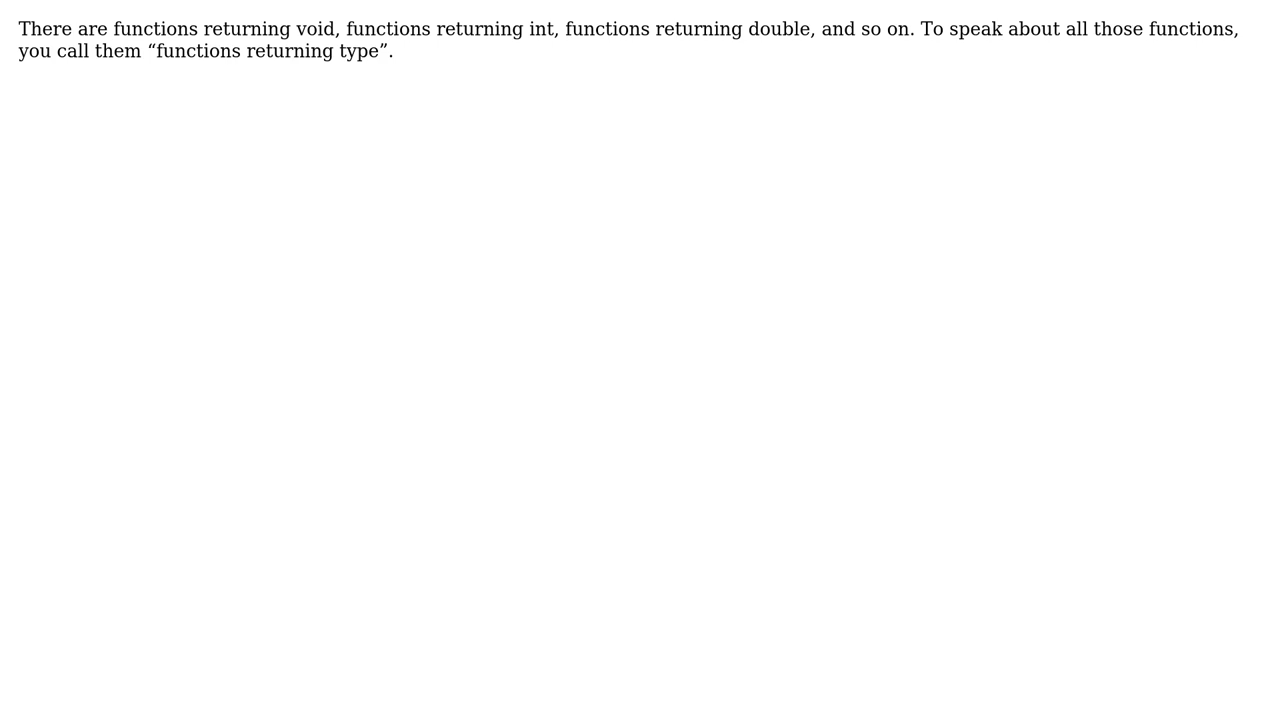 There are functions returning void, functions returning int, functions returning double, and so on. To speak about all those functions,
you call them “functions returning type”.